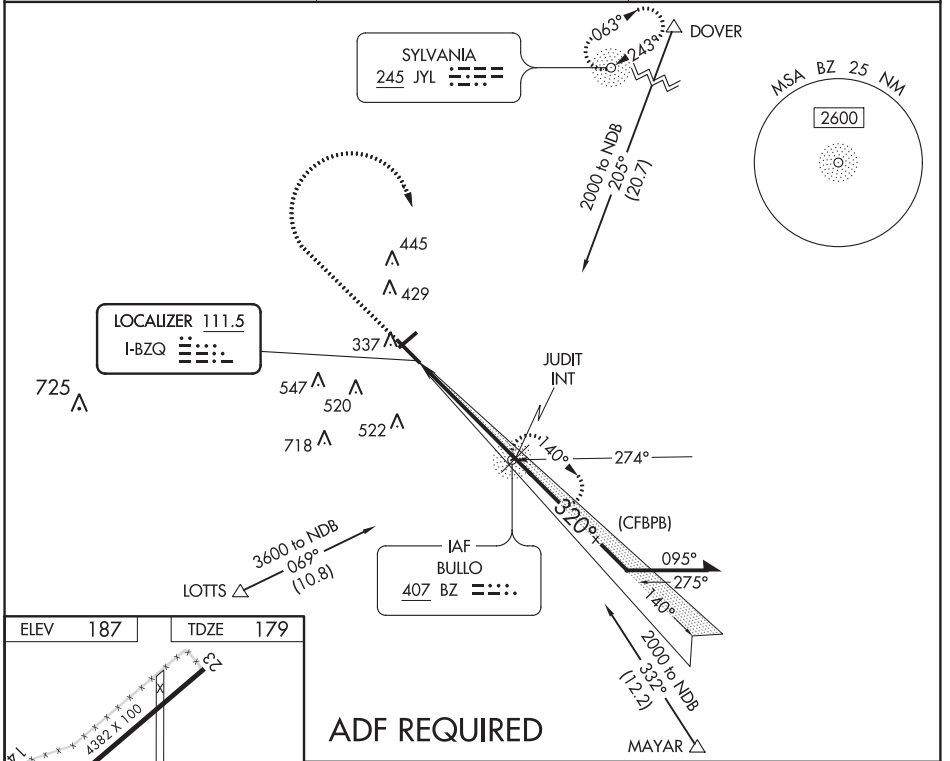 063°
243°
DOVER
SYLVANIA
245 JYL
MSA BZ 25 NM
2600
2000 to NDB
205°
(20.7)
445
429
LOCALIZER 111.5
I-BZQ
337
JUDIT
INT
725
547
520
522
718
140°
274°
320°
(CFBPB)
3600 to NDB
069°
(10.8)
LOTTS
IAF
BULLO
407 BZ
095°
275°
140°
2000 to NDB
332°
(12.2)
MAYAR
ELEV 187
TDZE 179
23
X
4382 X 100
14
ADF REQUIRED